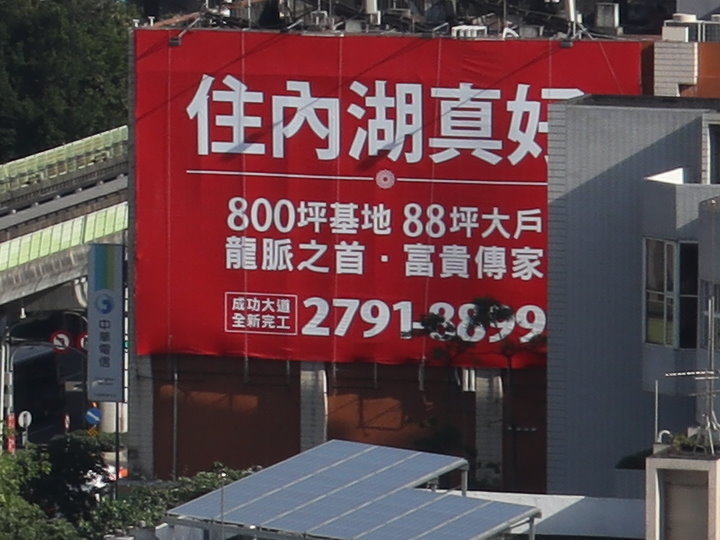 住內湖真好
800坪基地 88坪大戶
龍脈之首·富貴傳家
成功大道
全新完工
2791-8899
中華電信